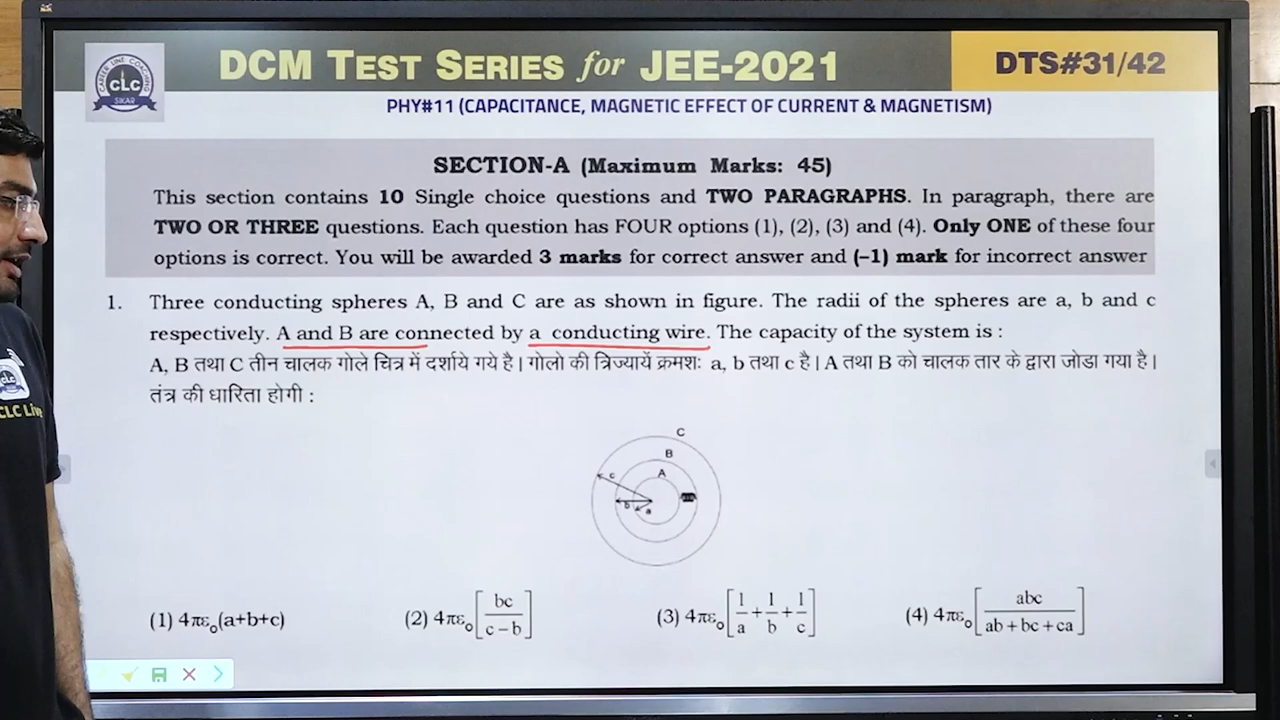 DCM TEST SERIES for JEE-2021
DTS#31/42
CAREER LINE COACHING
CLC
SIKAR
PHY#11 (CAPACITANCE, MAGNETIC EFFECT OF CURRENT & MAGNETISM)
SECTION-A (Maximum Marks: 45)
This section contains 10 Single choice questions and TWO PARAGRAPHS. In paragraph, there are
TWO OR THREE questions. Each question has FOUR options (1), (2), (3) and (4). Only ONE of these four
options is correct. You will be awarded 3 marks for correct answer and (–1) mark for incorrect answer
1. Three conducting spheres A, B and C are as shown in figure. The radii of the spheres are a, b and c
respectively. A and B are connected by a conducting wire. The capacity of the system is :
A, B तथा C तीन चालक गोले चित्र में दर्शाये गये है। गोलो की त्रिज्यायें क्रमशः a, b तथा c है। A तथा B को चालक तार के द्वारा जोडा गया है।
तंत्र की धारिता होगी :
C
B
A
c
b
a
(1) 4πε₀(a+b+c) (2) 4πε₀[bc/(c–b)] (3) 4πε₀[1/a+1/b+1/c] (4) 4πε₀[abc/(ab+bc+ca)]
CLC Live